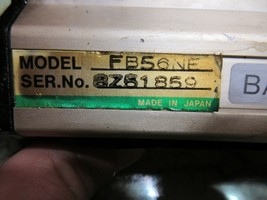 MODEL FB56NE
SER.No. 8Z81859
MADE IN JAPAN
BA